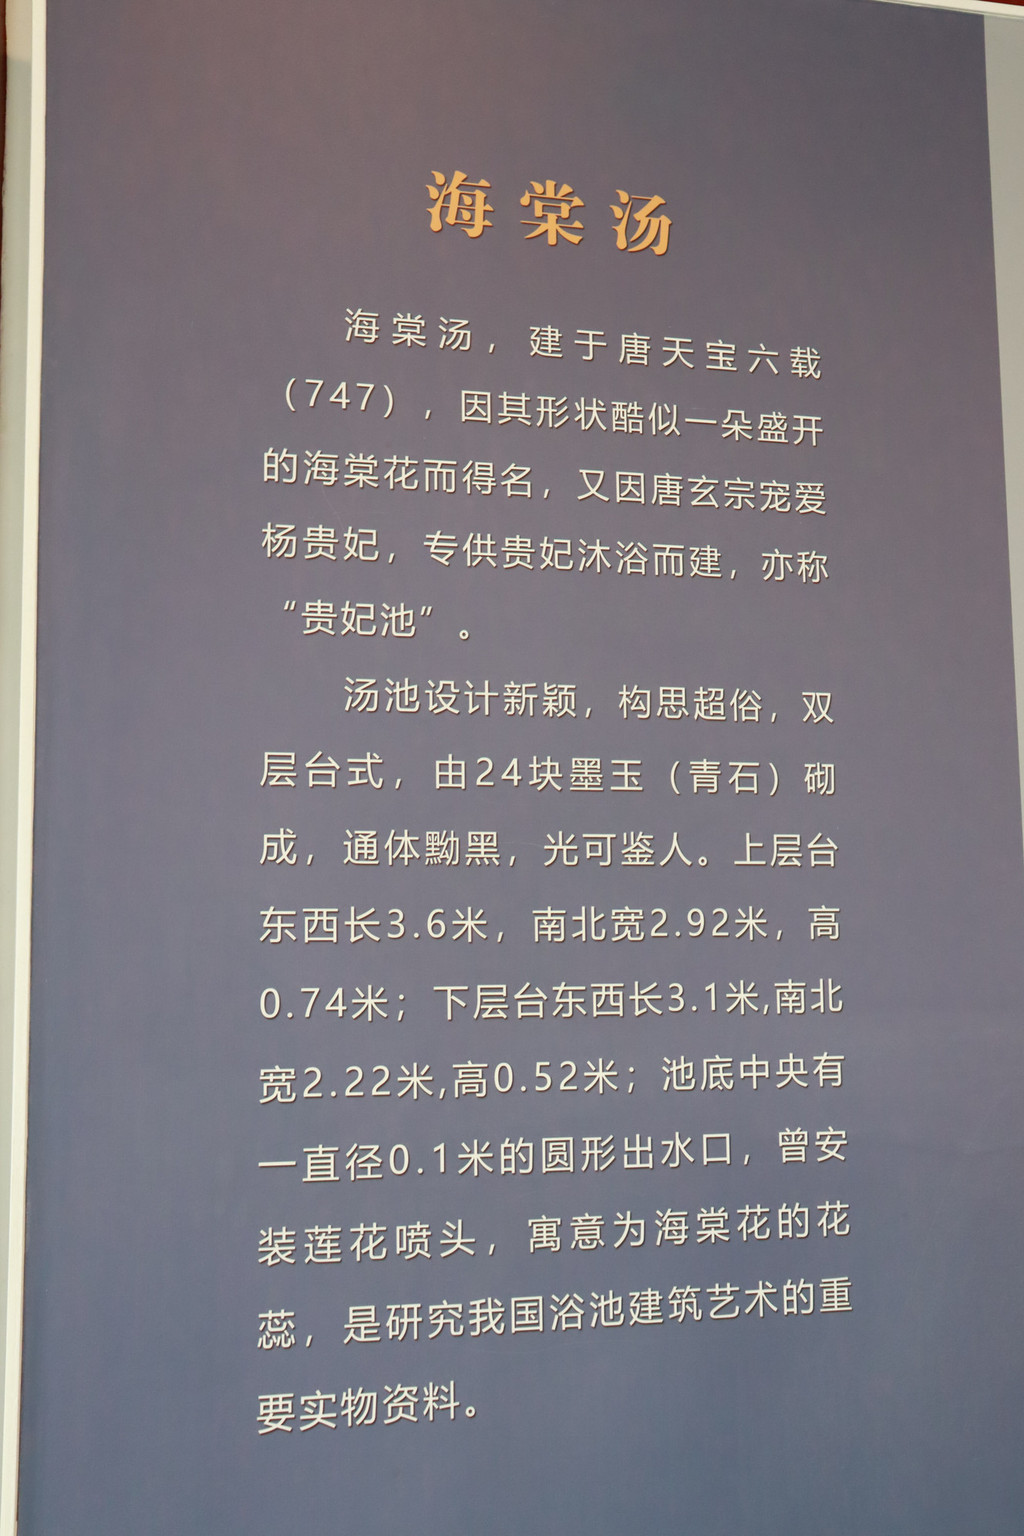 海棠汤
海棠汤，建于唐天宝六载
（747），因其形状酷似一朵盛开
的海棠花而得名，又因唐玄宗宠爱
杨贵妃，专供贵妃沐浴而建，亦称
“贵妃池”。
汤池设计新颖，构思超俗，双
层台式，由24块墨玉（青石）砌
成，通体黝黑，光可鉴人。上层台
东西长3.6米，南北宽2.92米，高
0.74米；下层台东西长3.1米,南北
宽2.22米,高0.52米；池底中央有
一直径0.1米的圆形出水口，曾安
装莲花喷头，寓意为海棠花的花
蕊，是研究我国浴池建筑艺术的重
要实物资料。